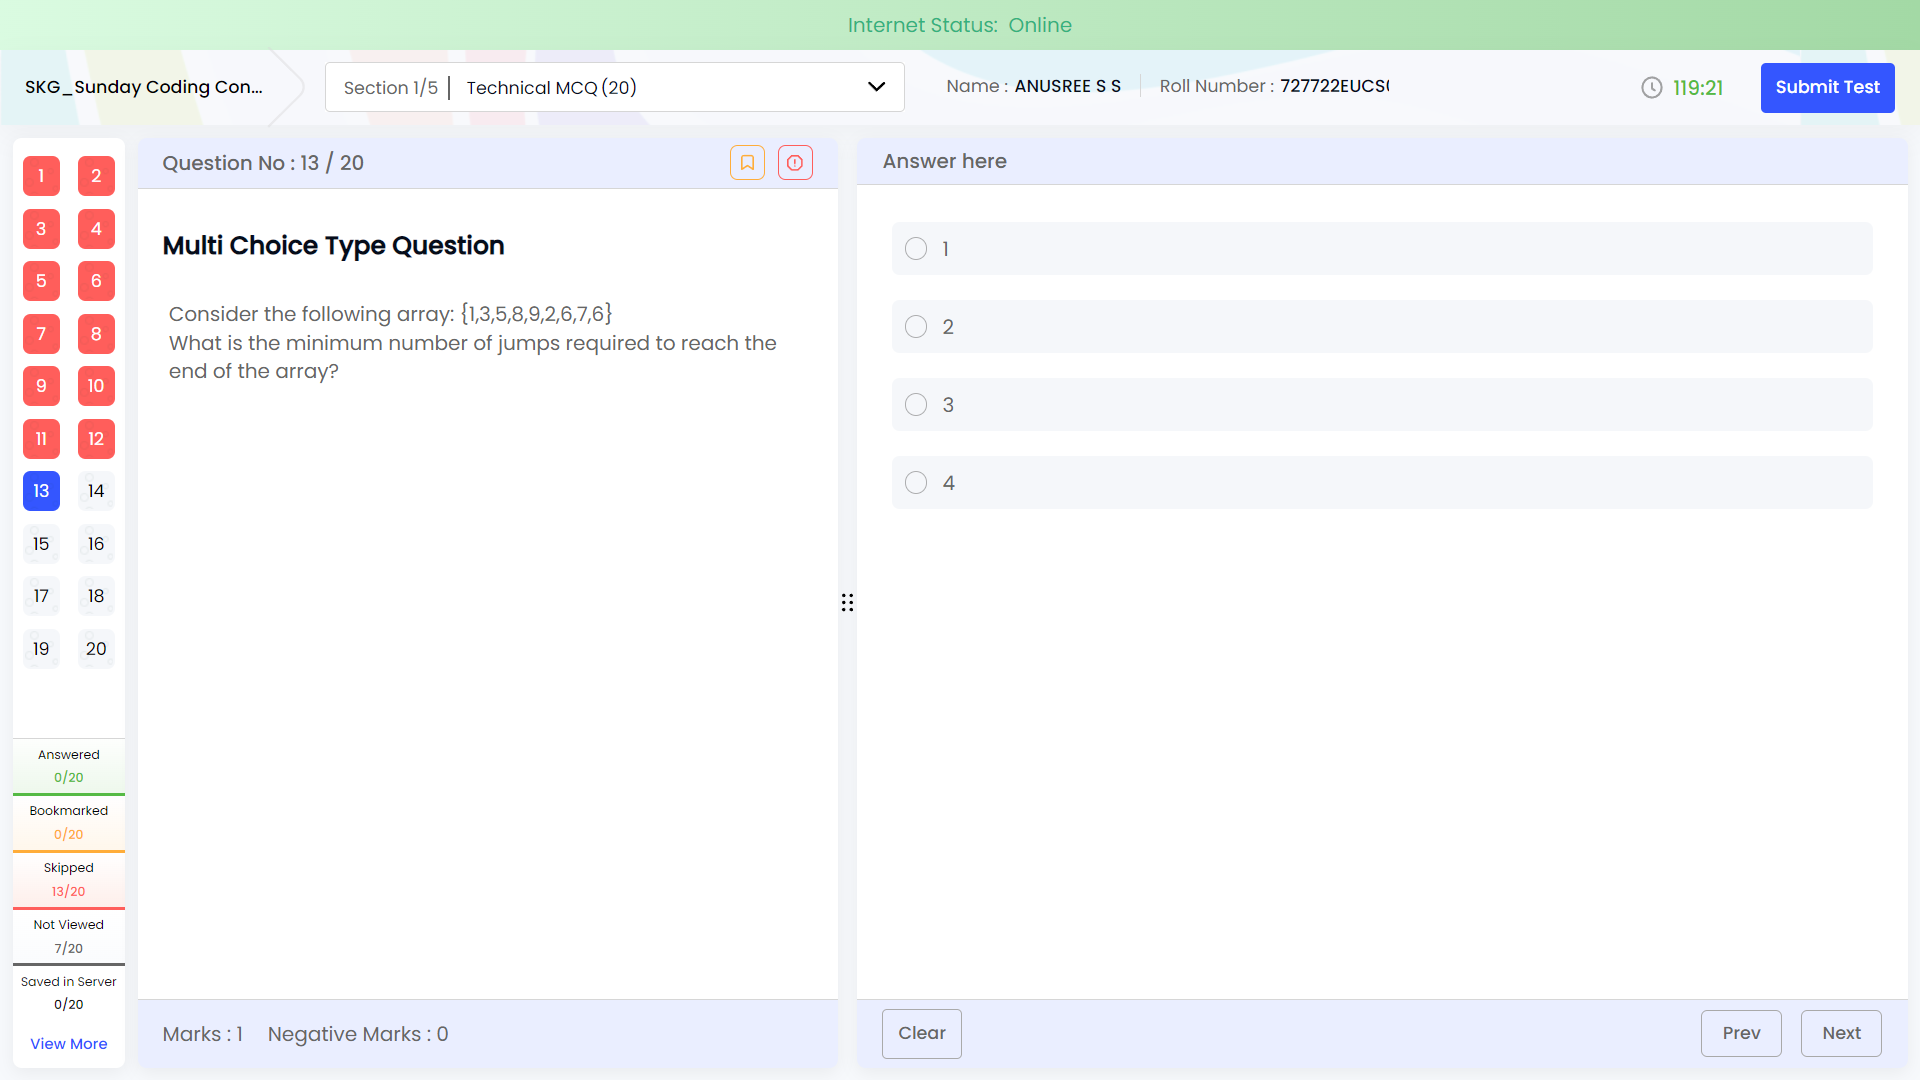 Internet Status: Online
SKG_Sunday Coding Con...
Section 1/5 | Technical MCQ (20)
Name : ANUSREE S S
Roll Number : 727722EUCS
119:21
Submit Test
1 2
3 4
5 6
7 8
9 10
11 12
13 14
15 16
17 18
19 20
Answered
0/20
Bookmarked
0/20
Skipped
13/20
Not Viewed
7/20
Saved in Server
0/20
View More
Question No : 13 / 20
Multi Choice Type Question
Consider the following array: {1,3,5,8,9,2,6,7,6}
What is the minimum number of jumps required to reach the
end of the array?
Marks : 1 Negative Marks : 0
Answer here
1
2
3
4
Clear
Prev
Next